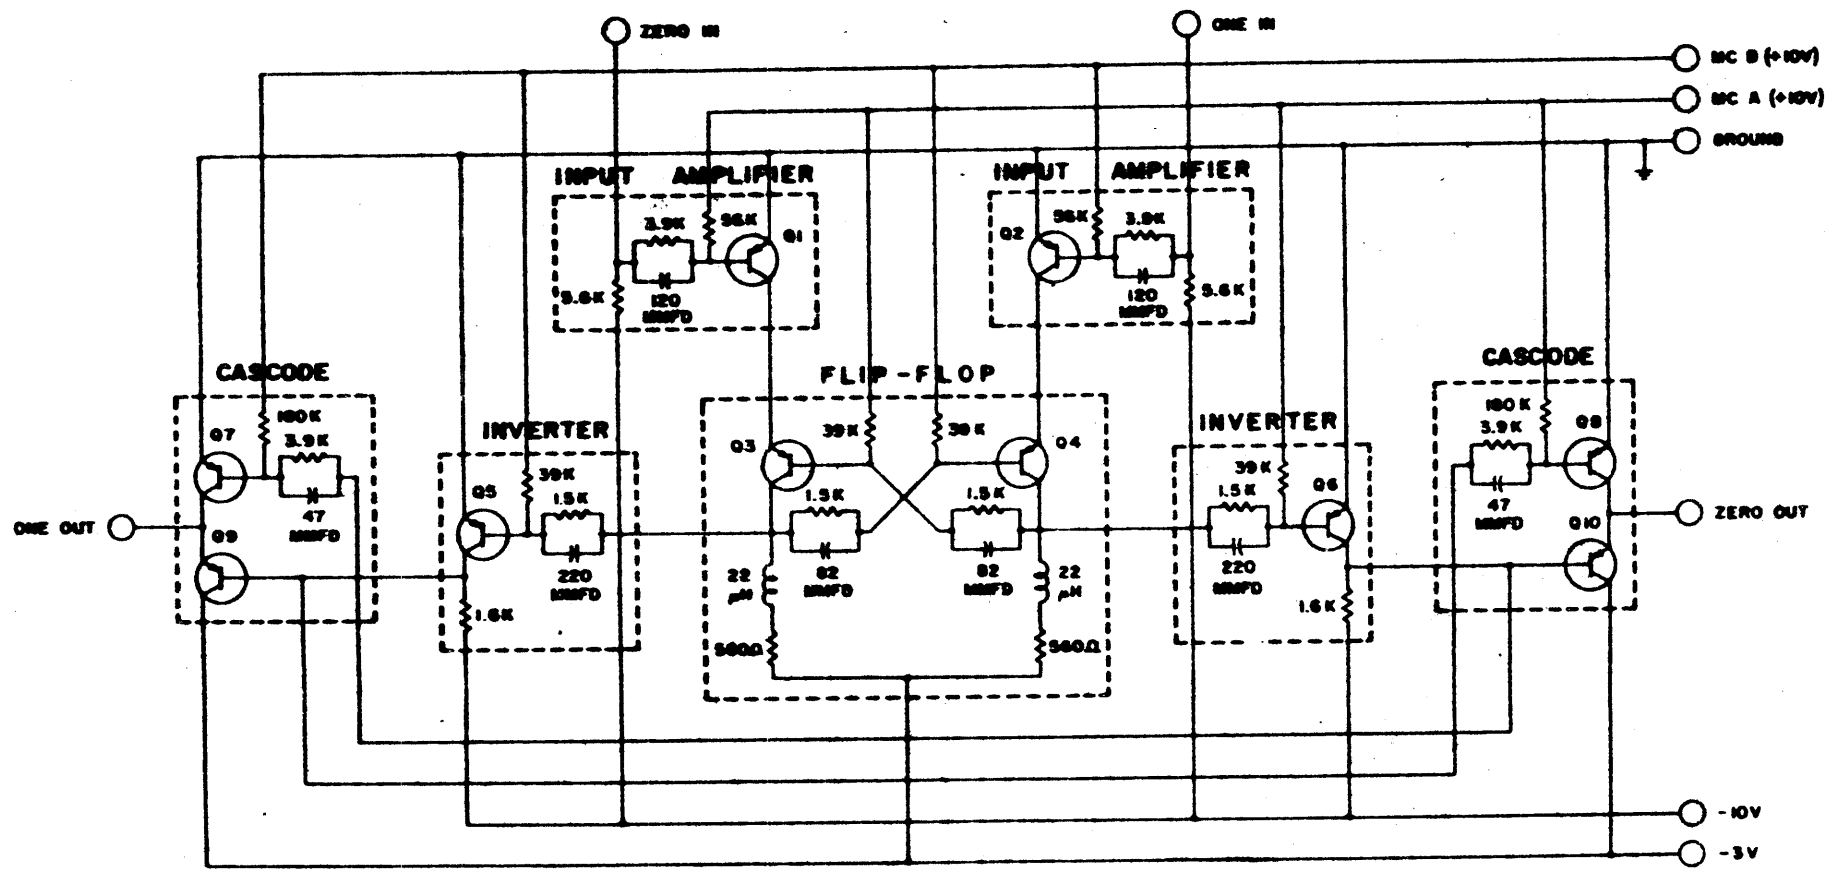 ZERO IN
ONE IN
MC B (+10V)
MC A (+10V)
GROUND
INPUT AMPLIFIER
INPUT AMPLIFIER
3.9K
56K
Q1
5.6K
120
MMFD
Q2
56K
3.9K
120
MMFD
5.6K
CASCODE
Q7
180K
3.9K
47
MMFD
ONE OUT
Q9
INVERTER
39K
Q5
1.5K
220
MMFD
1.6K
FLIP-FLOP
Q3
39K
39K
Q4
1.5K
1.5K
82
MMFD
82
MMFD
22
μH
22
μH
560Ω
560Ω
INVERTER
39K
Q6
1.5K
220
MMFD
1.6K
CASCODE
180K
Q8
3.9K
47
MMFD
Q10
ZERO OUT
-10V
-3V